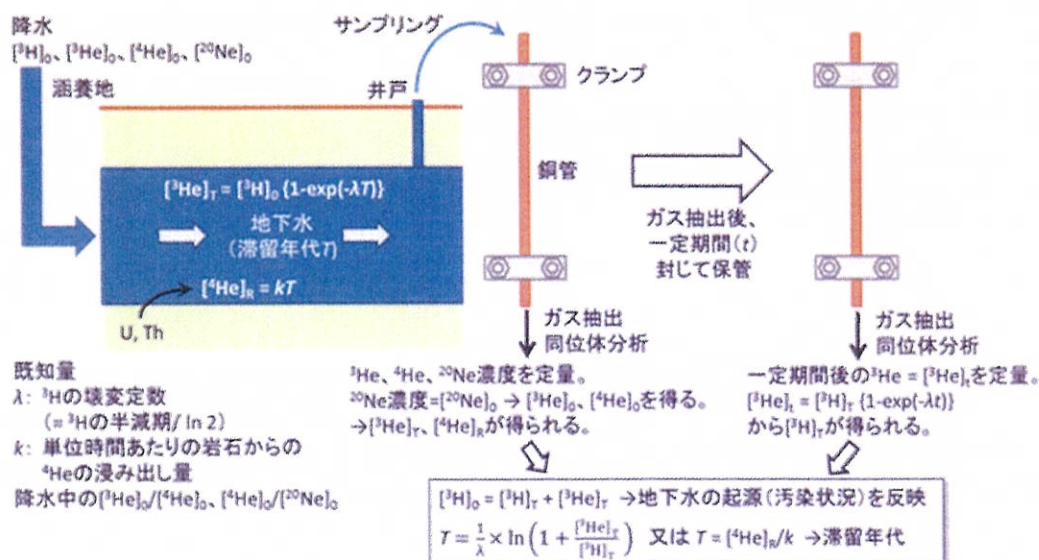 降水
[³H]₀、[³He]₀、[⁴He]₀、[²⁰Ne]₀
涵養地
サンプリング
井戸
クランプ
銅管
[³He]T = [³H]₀ {1-exp(-λT)}
地下水
(滞留年代T)
[⁴He]R = kT
U, Th
ガス抽出後、
一定期間(t)
封じて保管
ガス抽出
同位体分析
ガス抽出
同位体分析
既知量
λ: ³Hの壊変定数
(= ³Hの半減期/ ln 2)
k: 単位時間あたりの岩石からの
⁴Heの浸み出し量
降水中の[³He]₀/[⁴He]₀、[⁴He]₀/[²⁰Ne]₀
³He、⁴He、²⁰Ne濃度を定量。
²⁰Ne濃度=[²⁰Ne]₀ → [³He]₀、[⁴He]₀を得る。
→[³He]T、[⁴He]Rが得られる。
一定期間後の³He = [³He]tを定量。
[³He]t = [³H]T {1-exp(-λt)}
から[³H]Tが得られる。
[³H]₀ = [³H]T + [³He]T →地下水の起源(汚染状況)を反映
T = 1/λ × ln(1 + [³He]T/[³H]T) 又は T = [⁴He]R/k →滞留年代